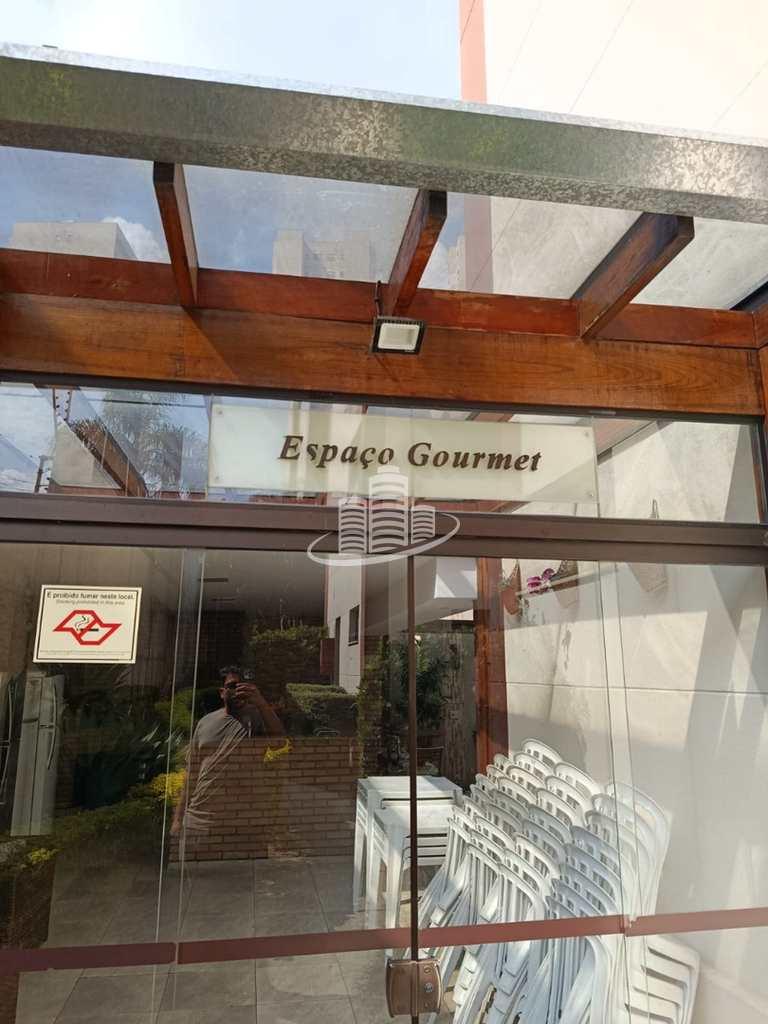 Espaço Gourmet
É proibido fumar neste local.
Smoking prohibited in this area